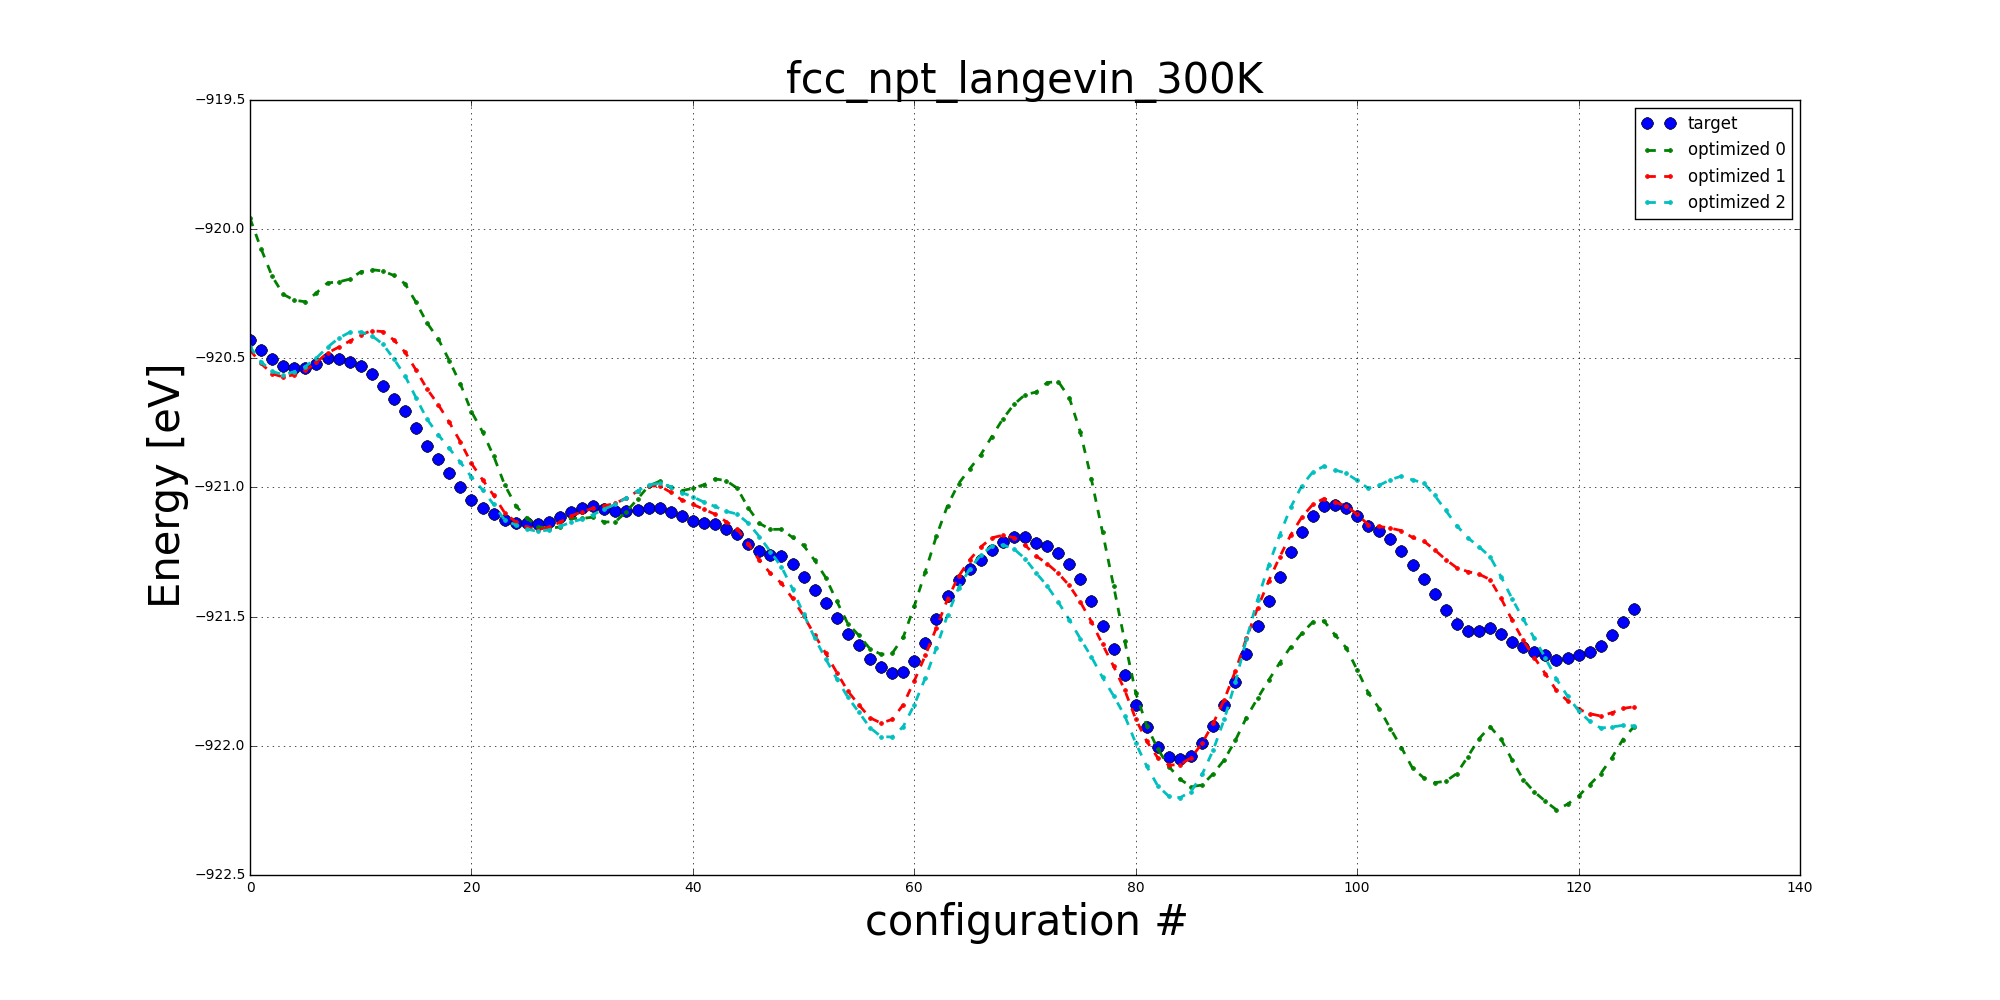 fcc_npt_langevin_300K
Energy [eV]
−919.5
−920.0
−920.5
−921.0
−921.5
−922.0
−922.5
0 20 40 60 80 100 120 140
configuration #
target
optimized 0
optimized 1
optimized 2